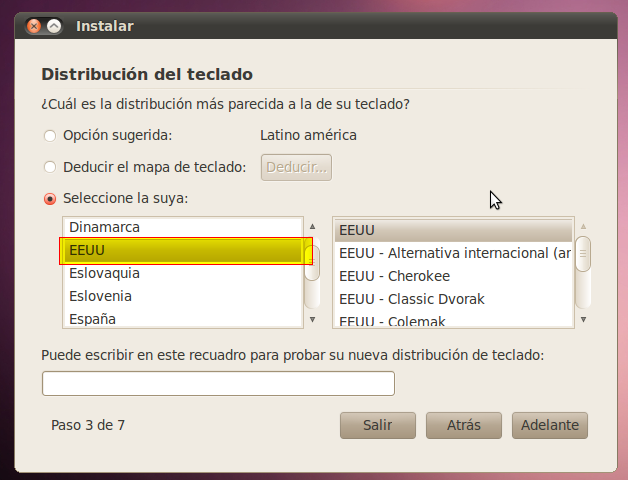 Instalar
Distribución del teclado
¿Cuál es la distribución más parecida a la de su teclado?
Opción sugerida: Latino américa
Deducir el mapa de teclado: Deducir...
Seleccione la suya:
Dinamarca
EEUU
Eslovaquia
Eslovenia
España
EEUU
EEUU - Alternativa internacional (ar
EEUU - Cherokee
EEUU - Classic Dvorak
EEUU - Colemak
Puede escribir en este recuadro para probar su nueva distribución de teclado:
Paso 3 de 7 Salir Atrás Adelante